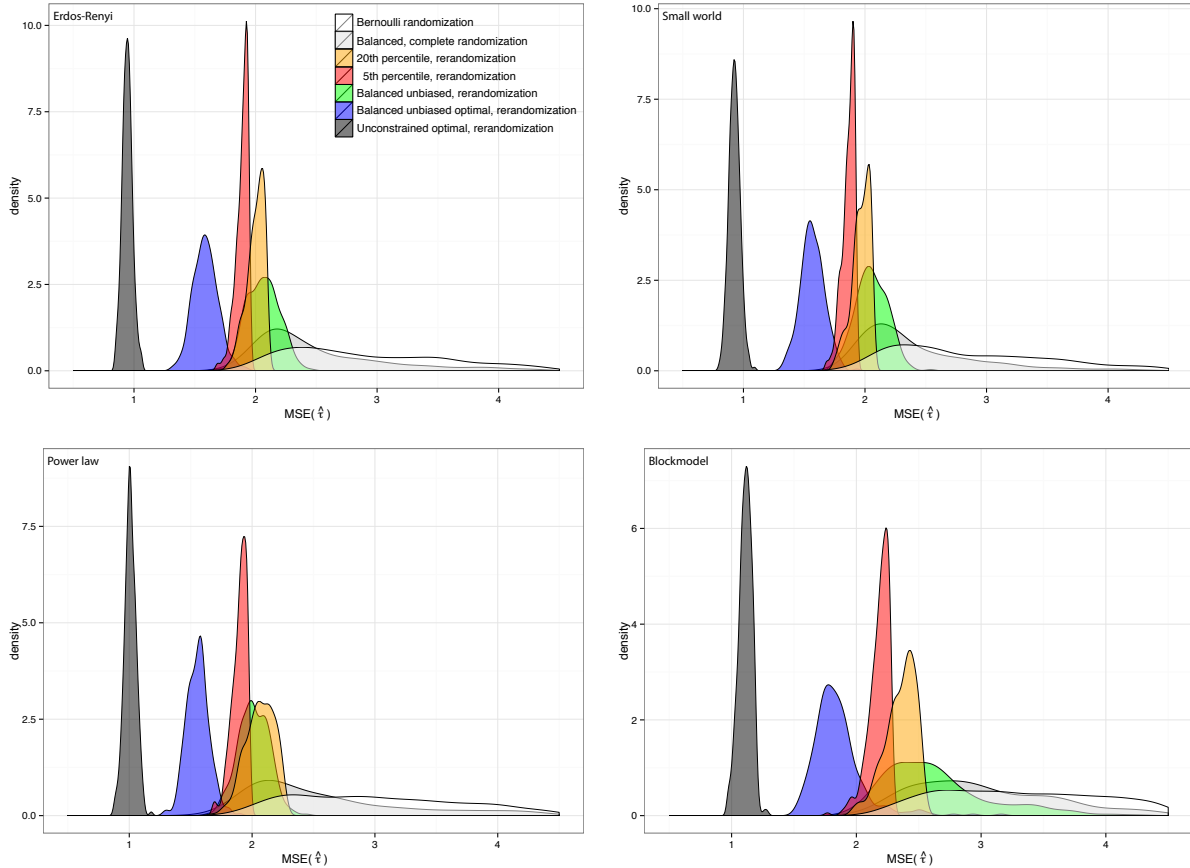 Erdos-Renyi
10.0
7.5
5.0
2.5
0.0
density
1 2 3 4
MSE(τ̂)
Bernoulli randomization
Balanced, complete randomization
20th percentile, rerandomization
5th percentile, rerandomization
Balanced unbiased, rerandomization
Balanced unbiased optimal, rerandomization
Unconstrained optimal, rerandomization
Small world
10.0
7.5
5.0
2.5
0.0
density
1 2 3 4
MSE(τ̂)
Power law
7.5
5.0
2.5
0.0
density
1 2 3 4
MSE(τ̂)
Blockmodel
6
4
2
0
density
1 2 3 4
MSE(τ̂)